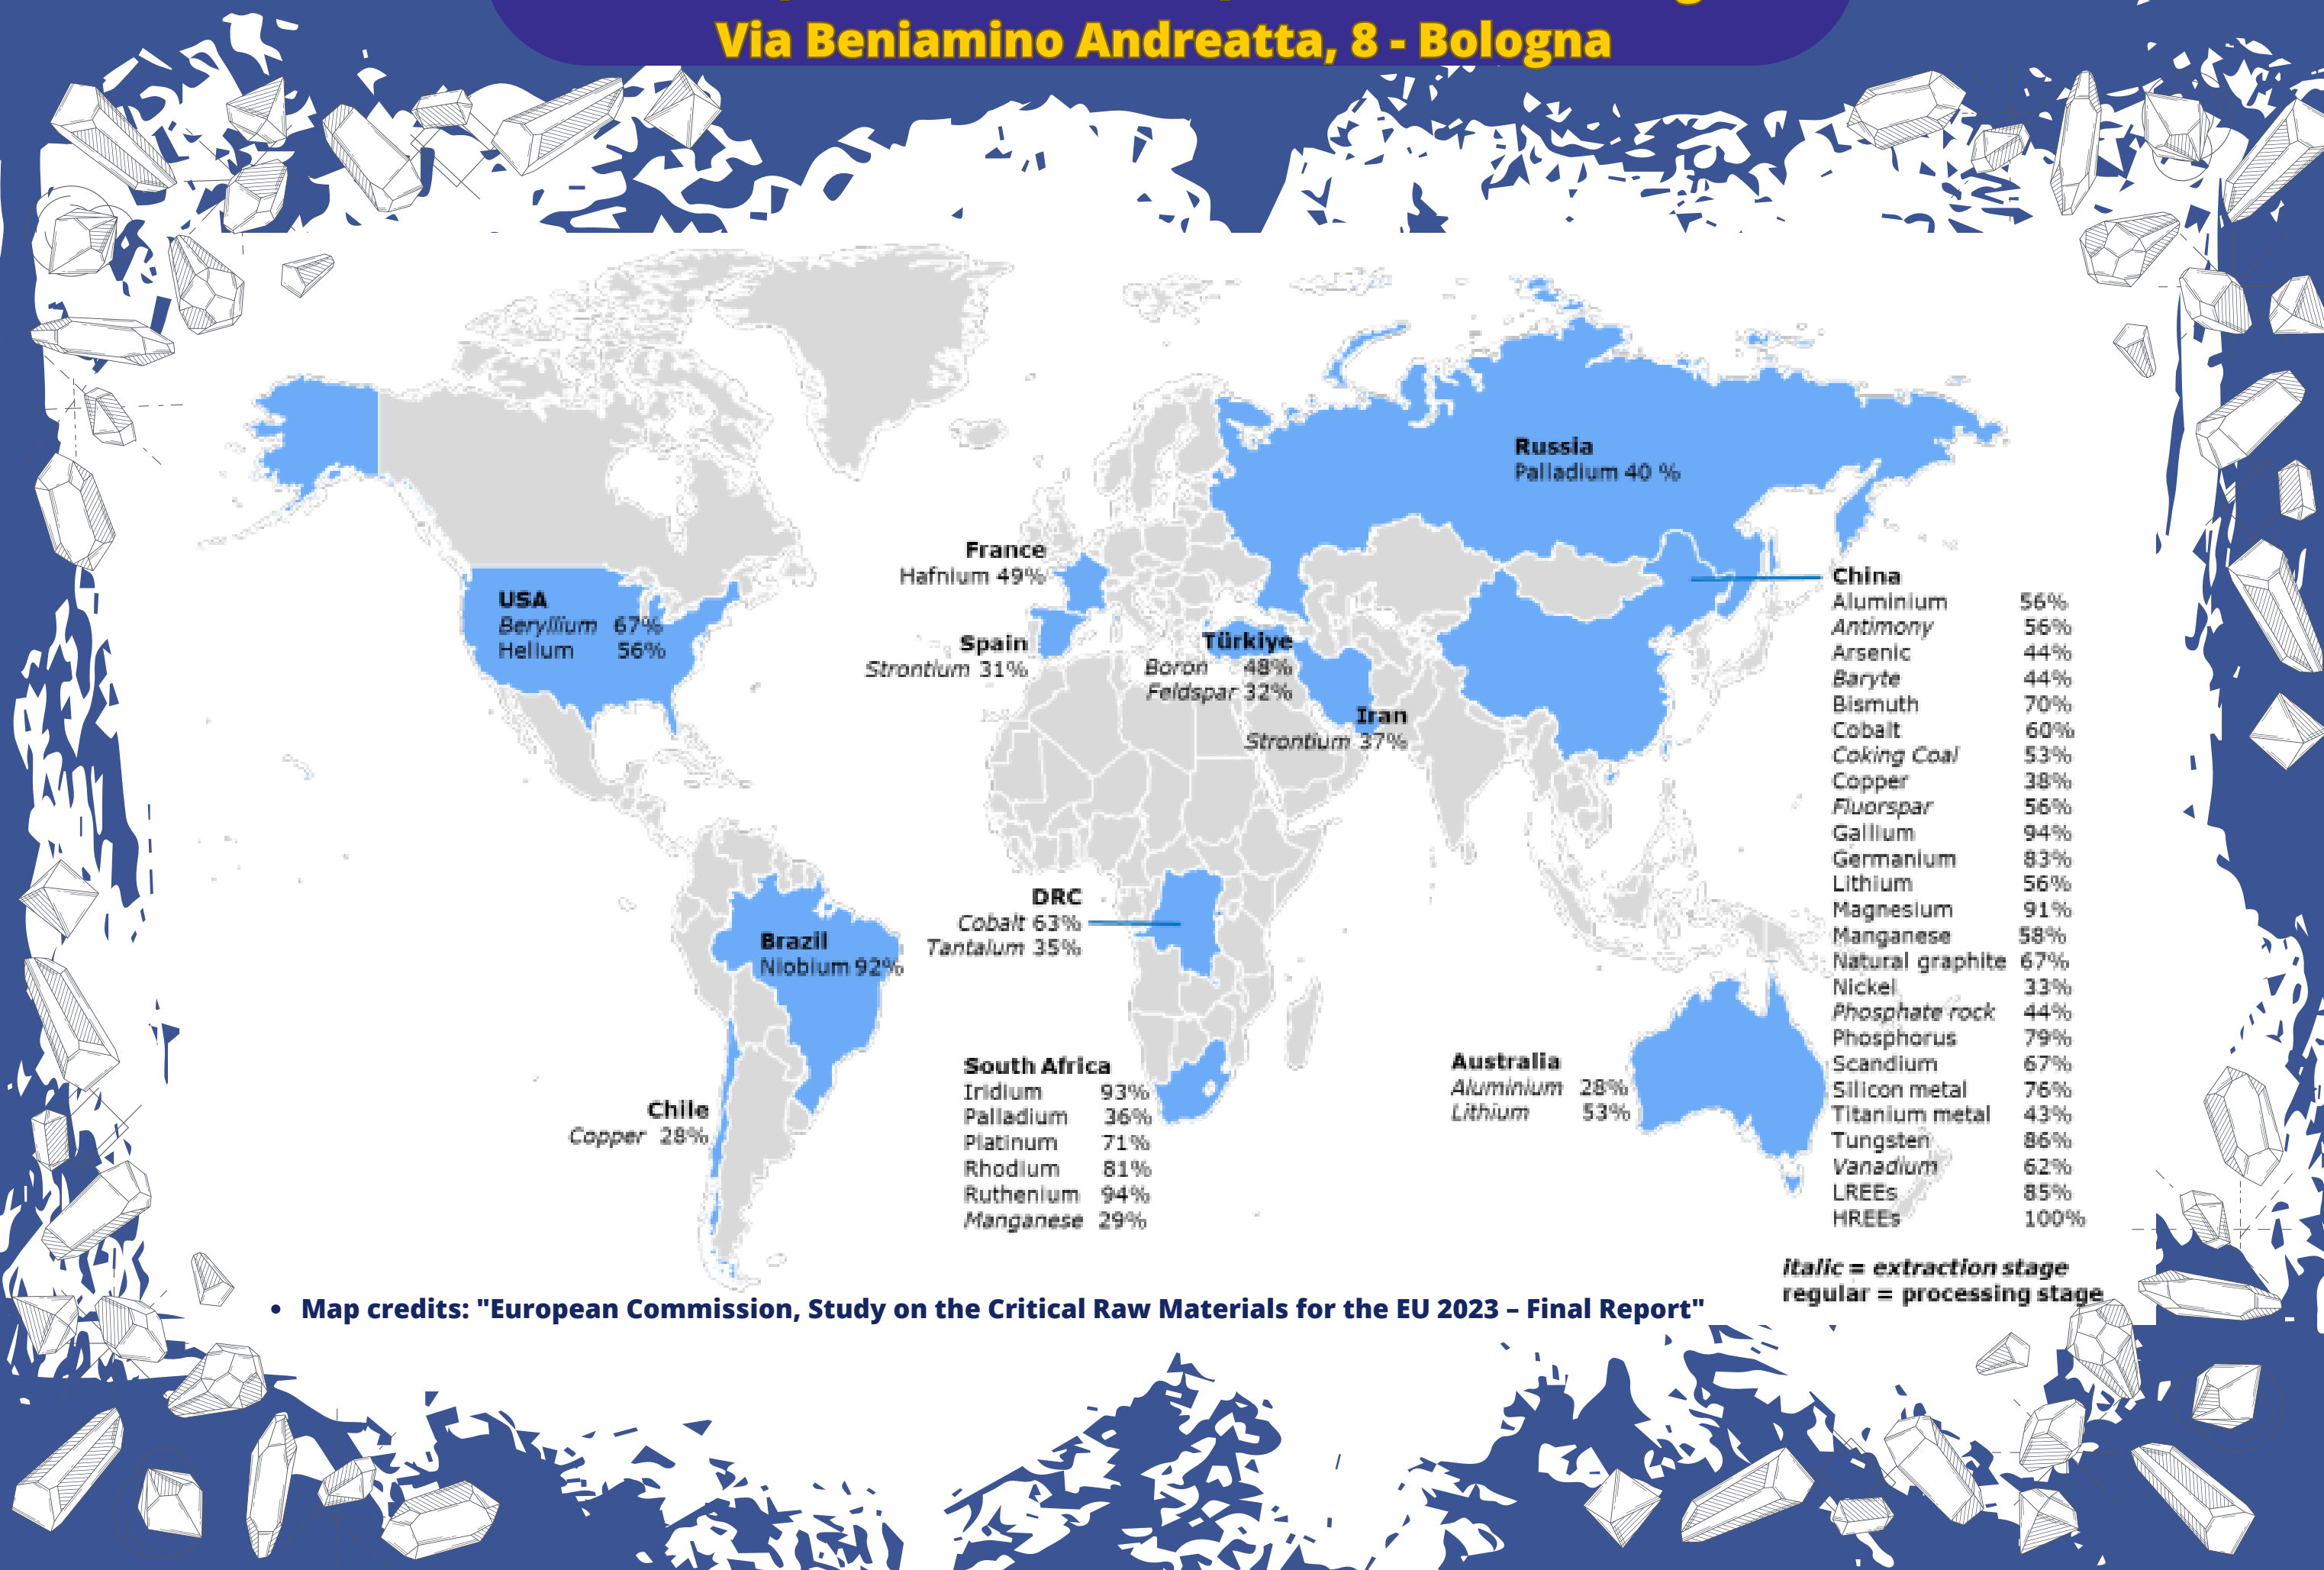 Via Beniamino Andreatta, 8 - Bologna
Russia
Palladium 40 %
France
Hafnium 49%
USA
Beryllium 67%
Helium 56%
Spain
Strontium 31%
Türkiye
Boron 48%
Feldspar 32%
Iran
Strontium 37%
DRC
Cobalt 63%
Tantalum 35%
Brazil
Niobium 92%
Chile
Copper 28%
South Africa
Iridium 93%
Palladium 36%
Platinum 71%
Rhodium 81%
Ruthenium 94%
Manganese 29%
Australia
Aluminium 28%
Lithium 53%
China
Aluminium 56%
Antimony 56%
Arsenic 44%
Baryte 44%
Bismuth 70%
Cobalt 60%
Coking Coal 53%
Copper 38%
Fluorspar 56%
Gallium 94%
Germanium 83%
Lithium 56%
Magnesium 91%
Manganese 58%
Natural graphite 67%
Nickel 33%
Phosphate rock 44%
Phosphorus 79%
Scandium 67%
Silicon metal 76%
Titanium metal 43%
Tungsten 86%
Vanadium 62%
LREEs 85%
HREEs 100%
italic = extraction stage
regular = processing stage
• Map credits: "European Commission, Study on the Critical Raw Materials for the EU 2023 – Final Report"